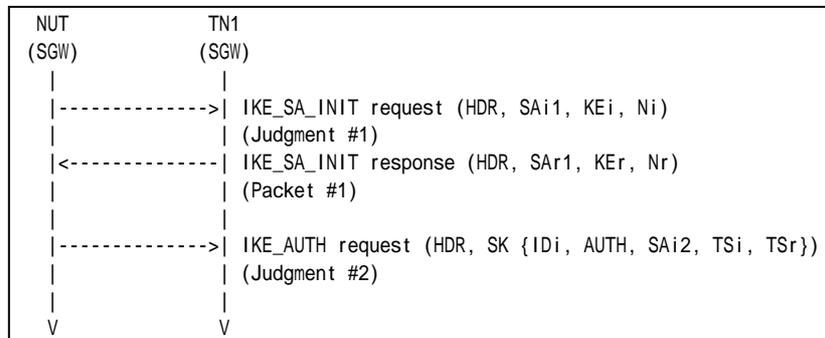 NUT TN1
(SGW) (SGW)
| |
|-------------->| IKE_SA_INIT request (HDR, SAi1, KEi, Ni)
| | (Judgment #1)
|<--------------| IKE_SA_INIT response (HDR, SAr1, KEr, Nr)
| | (Packet #1)
| |
|-------------->| IKE_AUTH request (HDR, SK {IDi, AUTH, SAi2, TSi, TSr})
| | (Judgment #2)
| |
V V